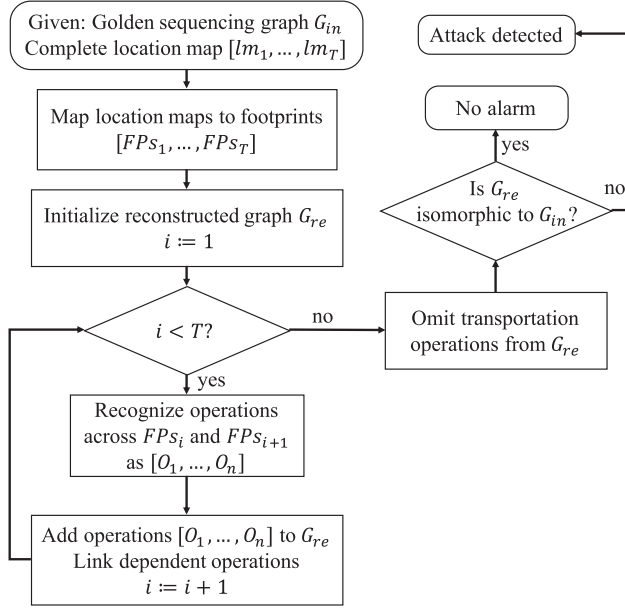 Given: Golden sequencing graph G_in
Complete location map [lm_1, … , lm_T]
Map location maps to footprints
[FPs_1, … , FPs_T]
Initialize reconstructed graph G_re
i ≔ 1
i < T?
no
yes
Recognize operations
across FPs_i and FPs_{i+1}
as [O_1, … , O_n]
Add operations [O_1, … , O_n] to G_re
Link dependent operations
i ≔ i + 1
Attack detected
No alarm
yes
Is G_re
isomorphic to G_in?
no
Omit transportation
operations from G_re